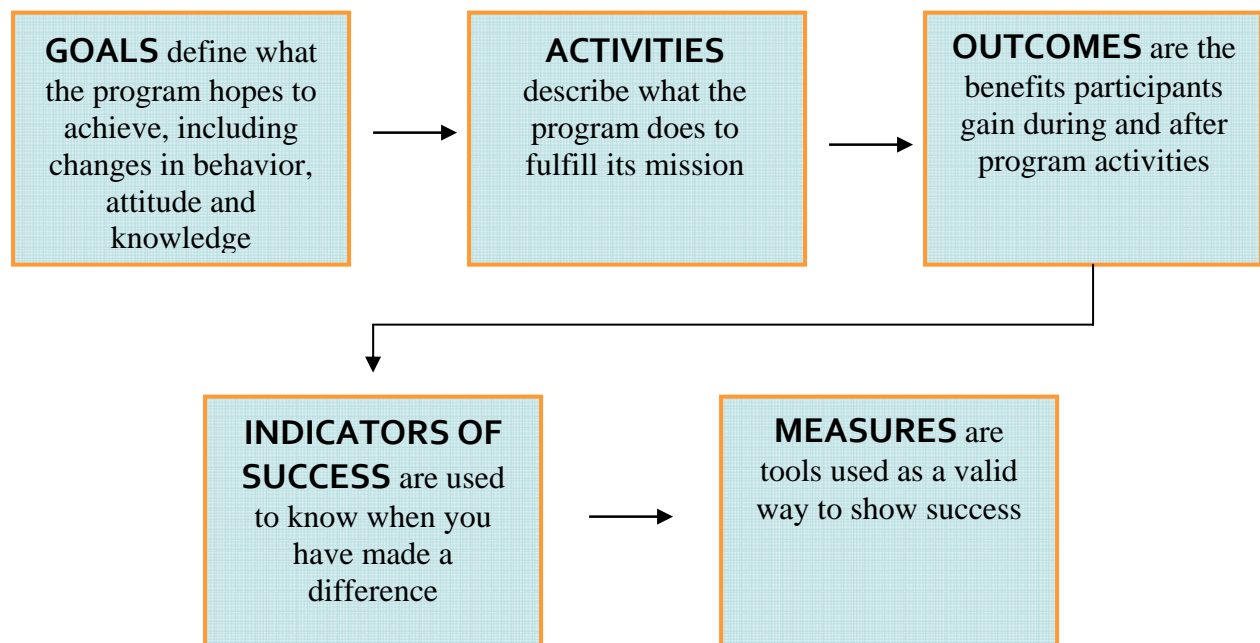 GOALS define what
the program hopes to
achieve, including
changes in behavior,
attitude and
knowledge
ACTIVITIES
describe what the
program does to
fulfill its mission
OUTCOMES are the
benefits participants
gain during and after
program activities
INDICATORS OF
SUCCESS are used
to know when you
have made a
difference
MEASURES are
tools used as a valid
way to show success